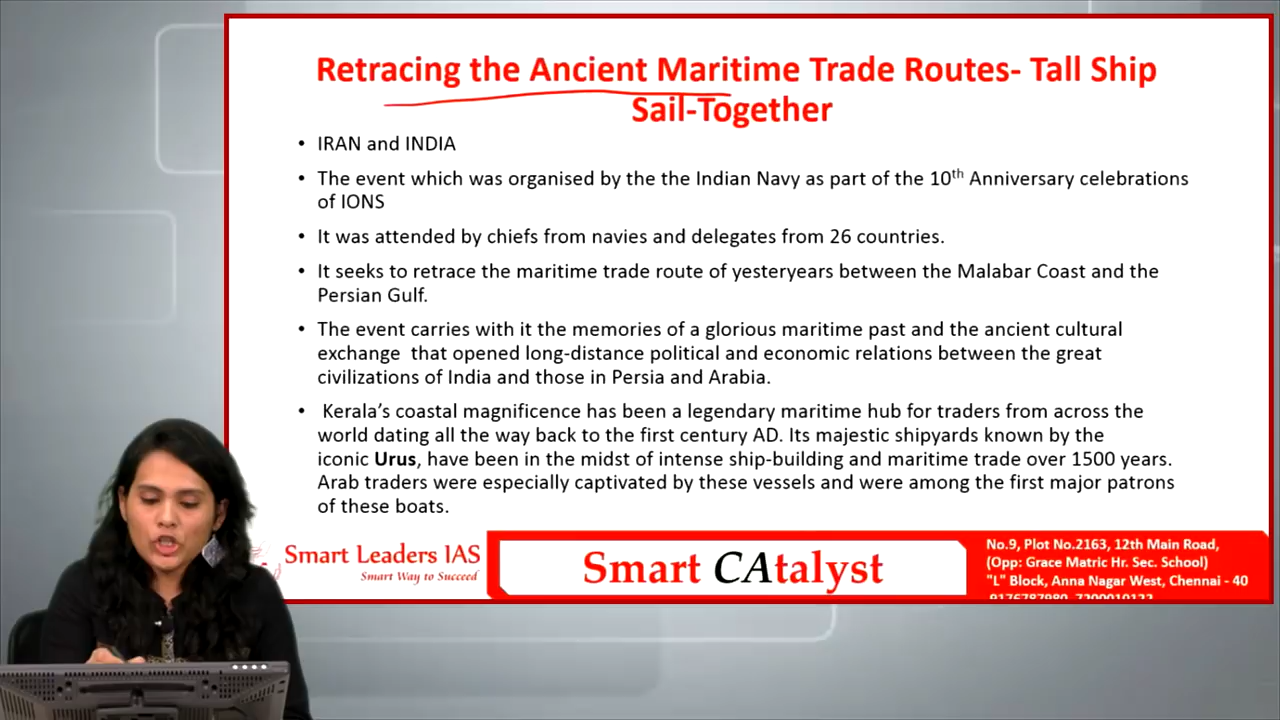 Retracing the Ancient Maritime Trade Routes- Tall Ship
Sail-Together
• IRAN and INDIA
• The event which was organised by the the Indian Navy as part of the 10th Anniversary celebrations
of IONS
• It was attended by chiefs from navies and delegates from 26 countries.
• It seeks to retrace the maritime trade route of yesteryears between the Malabar Coast and the
Persian Gulf.
• The event carries with it the memories of a glorious maritime past and the ancient cultural
exchange that opened long-distance political and economic relations between the great
civilizations of India and those in Persia and Arabia.
• Kerala's coastal magnificence has been a legendary maritime hub for traders from across the
world dating all the way back to the first century AD. Its majestic shipyards known by the
iconic Urus, have been in the midst of intense ship-building and maritime trade over 1500 years.
Arab traders were especially captivated by these vessels and were among the first major patrons
of these boats.
Smart Leaders IAS
Smart Way to Succeed
Smart CAtalyst
No.9, Plot No.2163, 12th Main Road,
(Opp: Grace Matric Hr. Sec. School)
"L" Block, Anna Nagar West, Chennai - 40